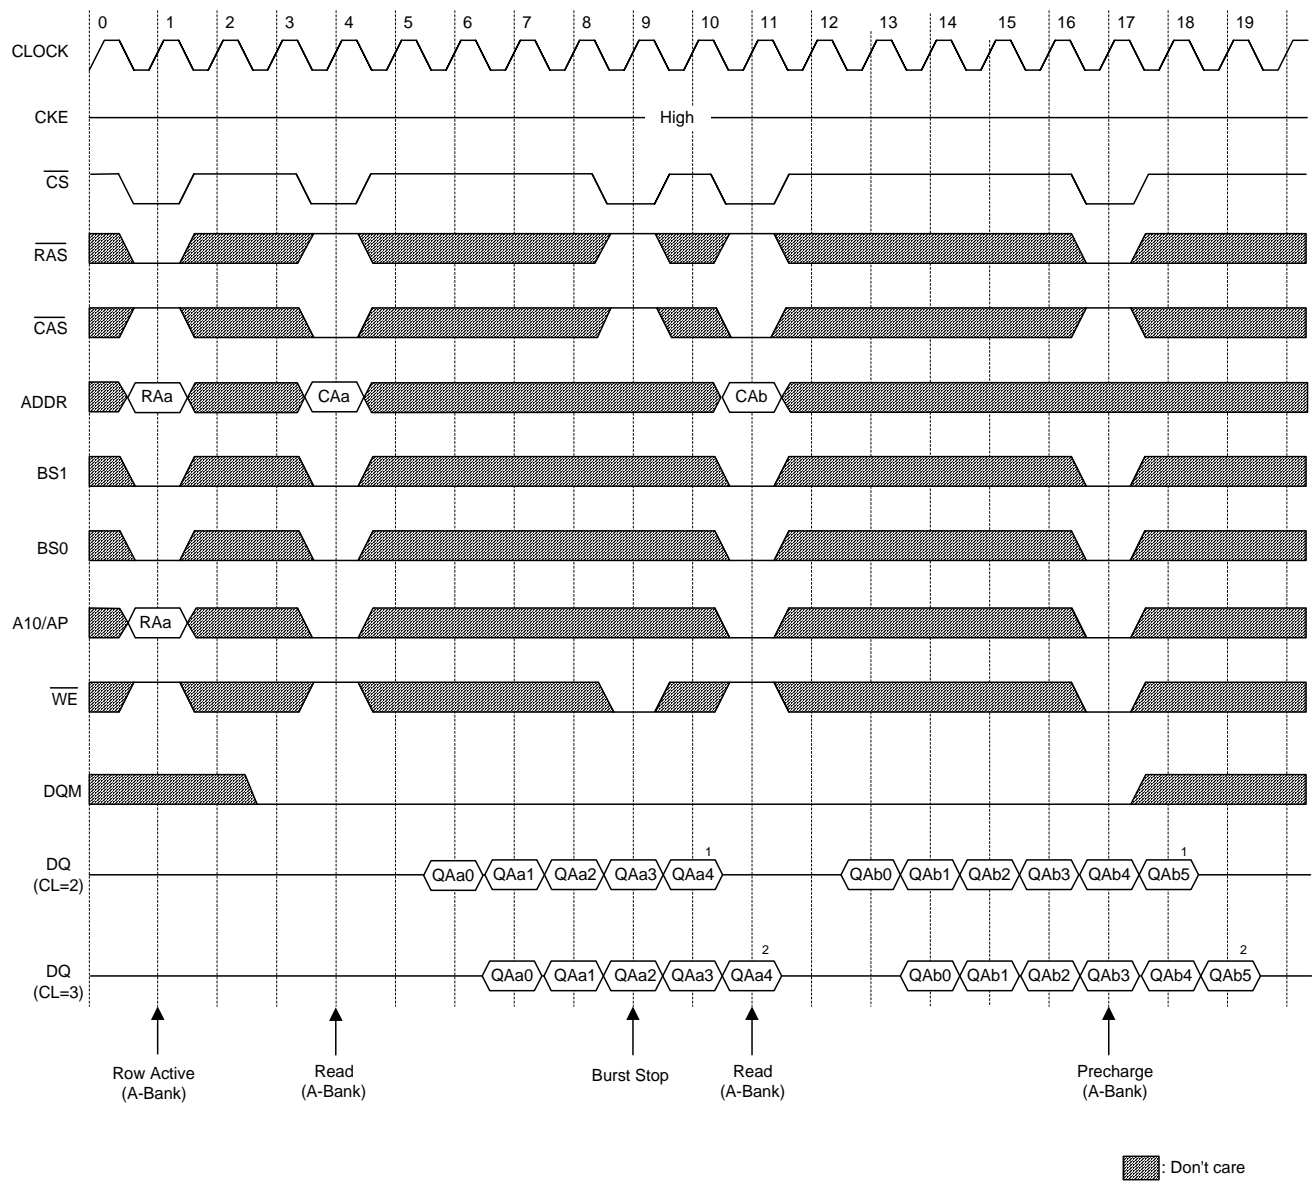 0 1 2 3 4 5 6 7 8 9 10 11 12 13 14 15 16 17 18 19
CLOCK
CKE High
CS
RAS
CAS
ADDR RAa CAa CAb
BS1
BS0
A10/AP RAa
WE
DQM
1 1
DQ
(CL=2)
QAa0 QAa1 QAa2 QAa3 QAa4 QAb0 QAb1 QAb2 QAb3 QAb4 QAb5
2 2
DQ
(CL=3)
QAa0 QAa1 QAa2 QAa3 QAa4 QAb0 QAb1 QAb2 QAb3 QAb4 QAb5
Row Active
(A-Bank)
Read
(A-Bank)
Burst Stop
Read
(A-Bank)
Precharge
(A-Bank)
: Don't care